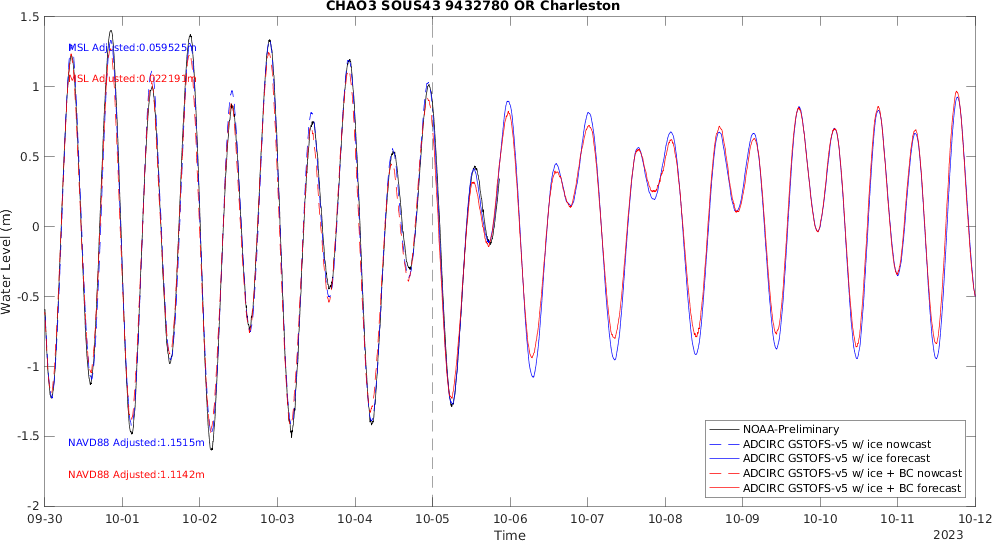 CHAO3 SOUS43 9432780 OR Charleston
1.5
1
0.5
0
-0.5
-1
-1.5
-2
Water Level (m)
MSL Adjusted:0.059525m
MSL Adjusted:0.022191m
NAVD88 Adjusted:1.1515m
NAVD88 Adjusted:1.1142m
NOAA-Preliminary
ADCIRC GSTOFS-v5 w/ ice nowcast
ADCIRC GSTOFS-v5 w/ ice forecast
ADCIRC GSTOFS-v5 w/ ice + BC nowcast
ADCIRC GSTOFS-v5 w/ ice + BC forecast
09-30 10-01 10-02 10-03 10-04 10-05 10-06 10-07 10-08 10-09 10-10 10-11 10-12
Time
2023